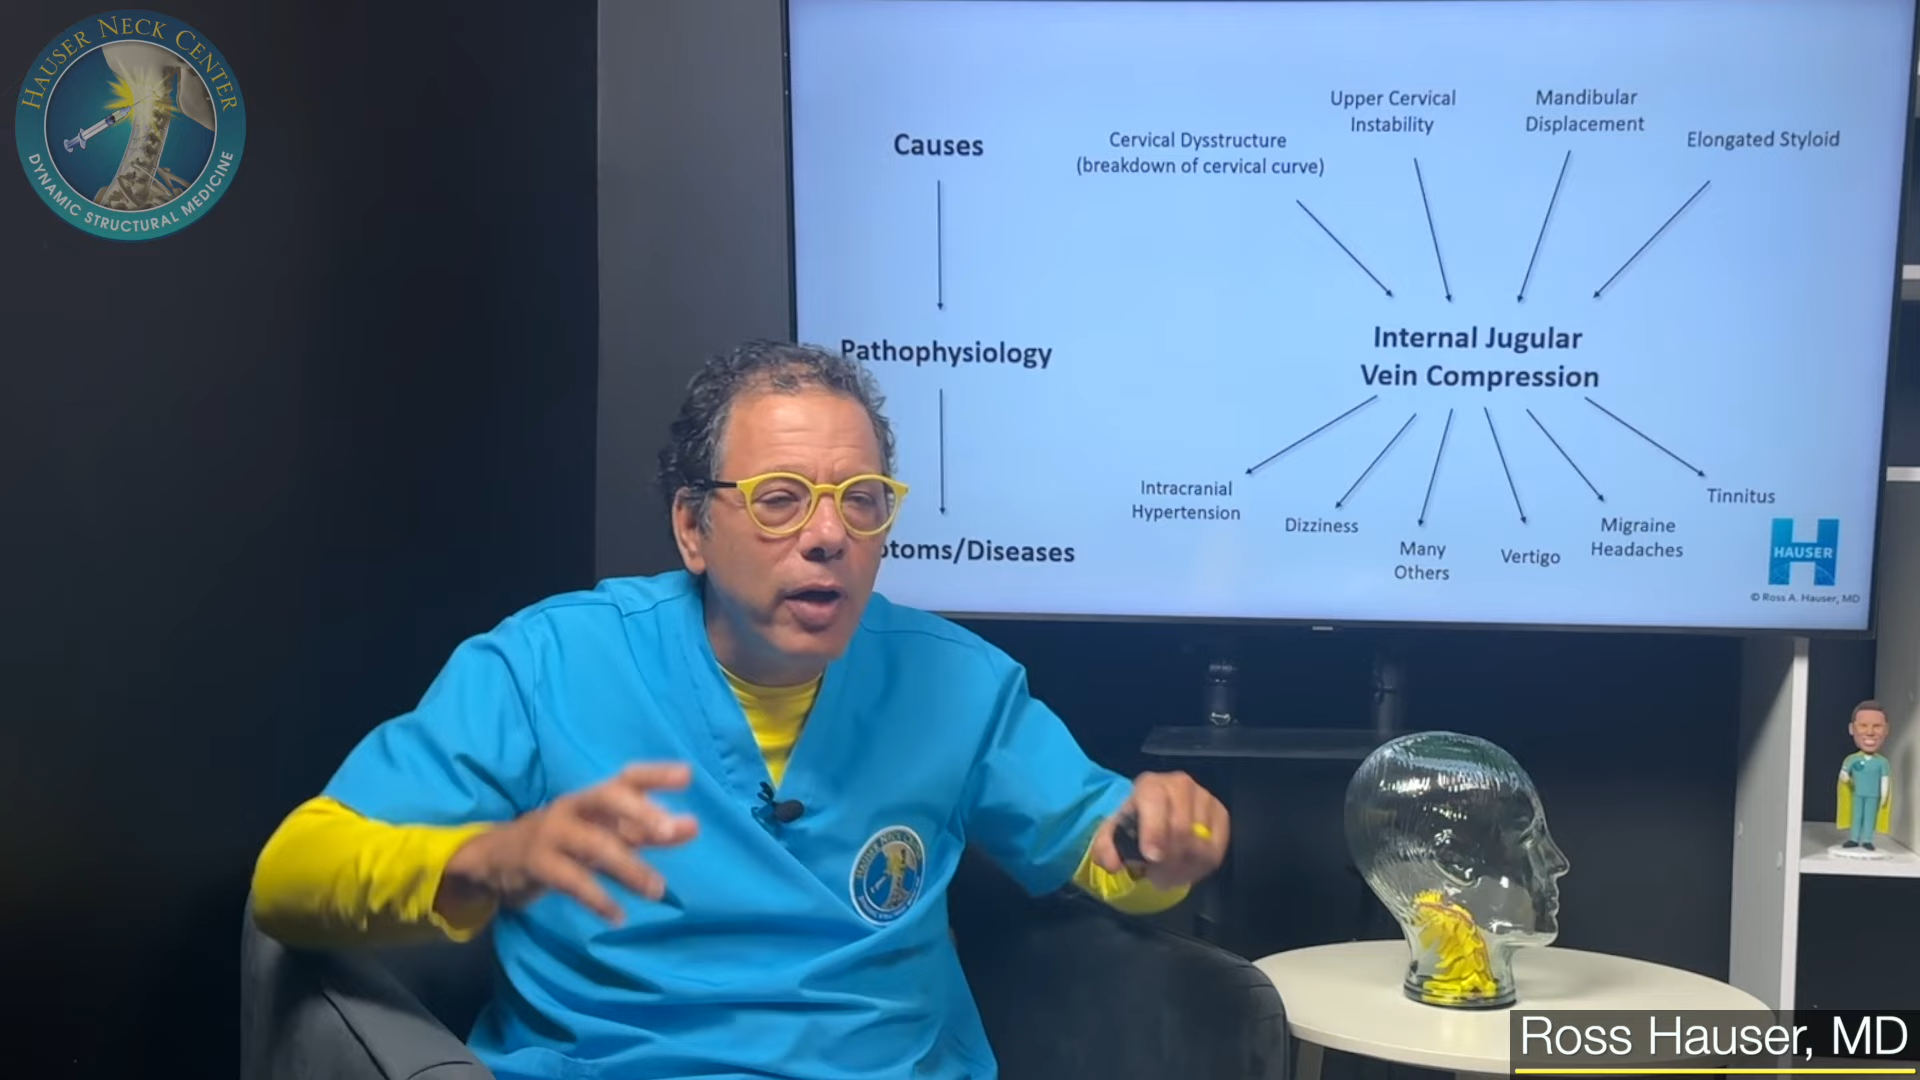 HAUSER NECK CENTER
DYNAMIC STRUCTURAL MEDICINE
Causes
Pathophysiology
ptoms/Diseases
Cervical Dysstructure
(breakdown of cervical curve)
Upper Cervical
Instability
Mandibular
Displacement
Elongated Styloid
Internal Jugular
Vein Compression
Intracranial
Hypertension
Dizziness
Many
Others
Vertigo
Migraine
Headaches
Tinnitus
HAUSER
© Ross A. Hauser, MD
Ross Hauser, MD